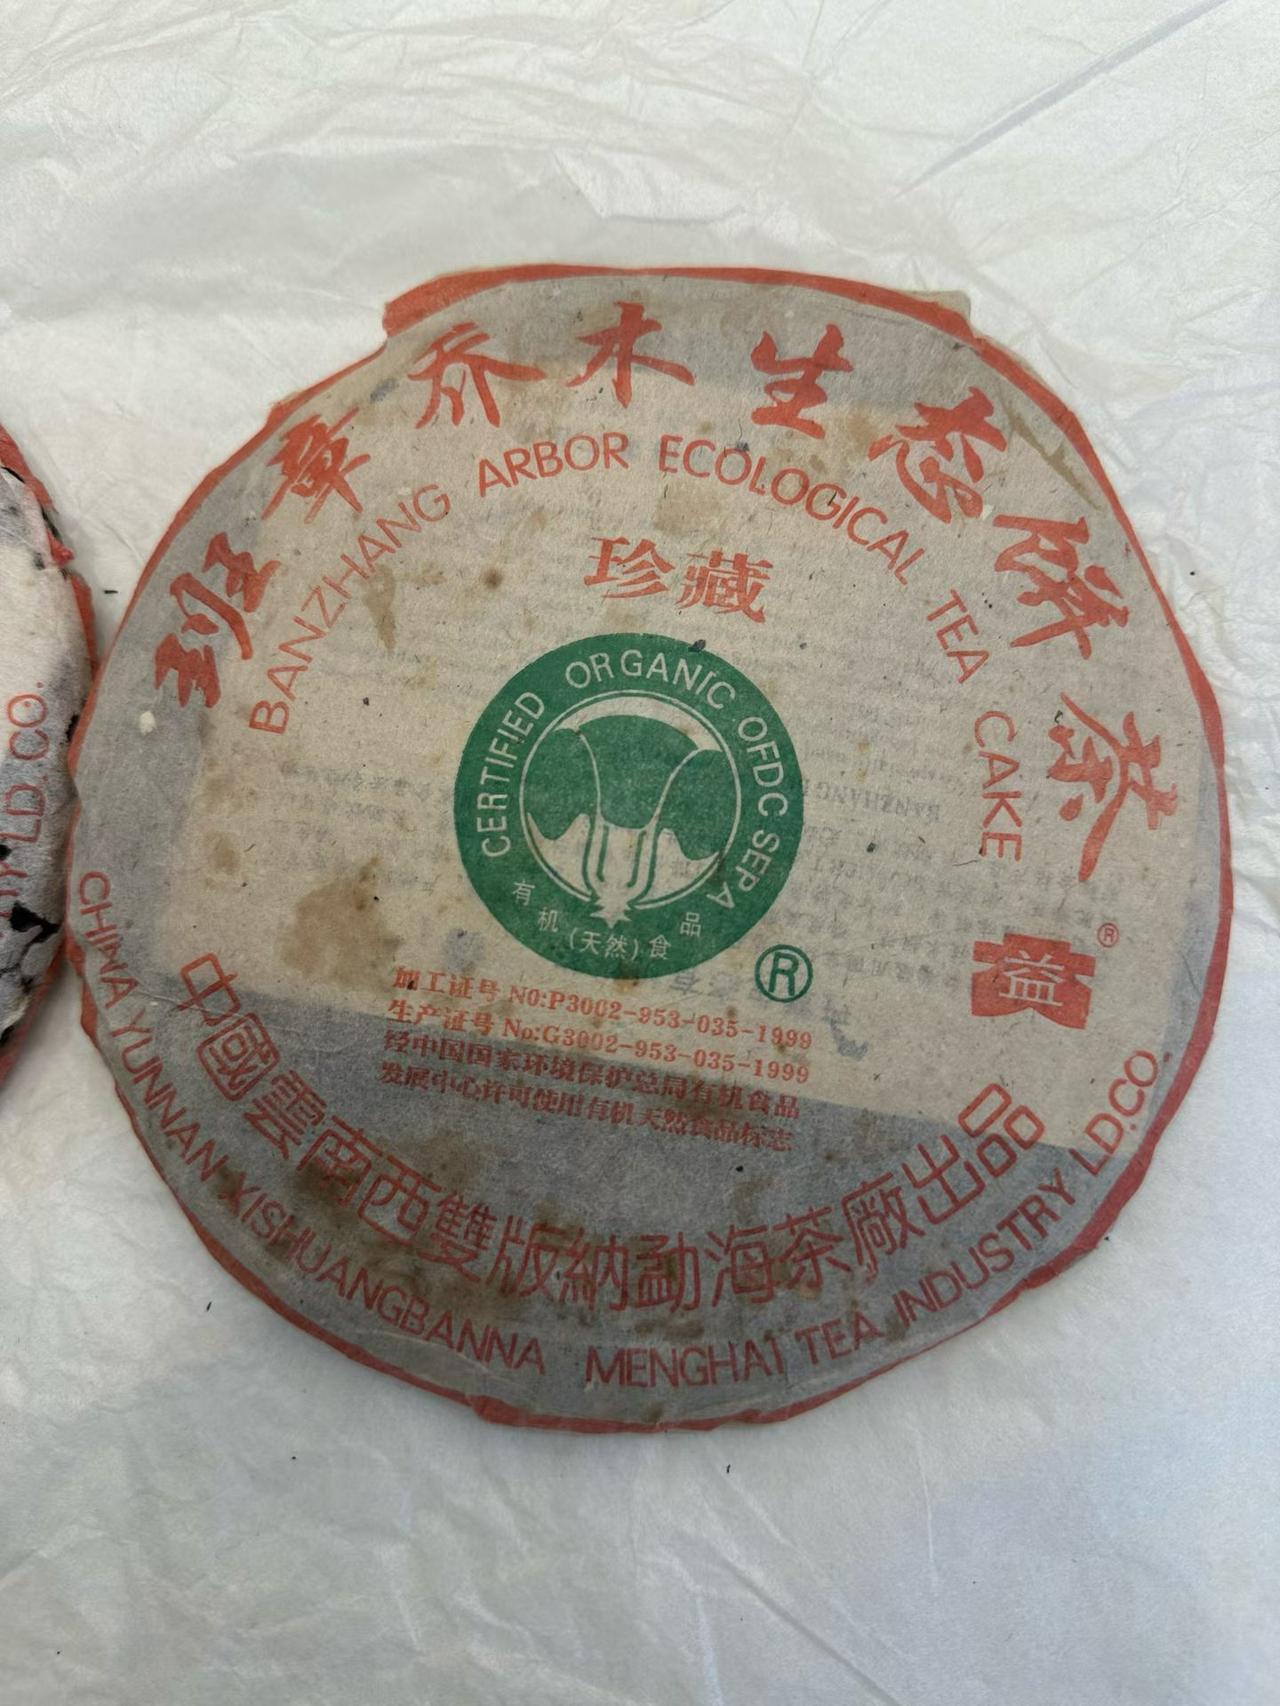 班章乔木生态饼茶
BANZHANG ARBOR ECOLOGICAL TEA CAKE
珍藏
CERTIFIED ORGANIC OFDC SEPA
有机(天然)食品
®
益
®
加工证号 NO:P3002-953-035-1999
生产证号 No:G3002-953-035-1999
经中国国家环境保护总局有机食品
发展中心许可使用有机天然食品标志
中國雲南西雙版納勐海茶廠出品
CHINA YUNNAN XISHUANGBANNA MENGHAI TEA INDUSTRY LD.CO.
LD.CO.